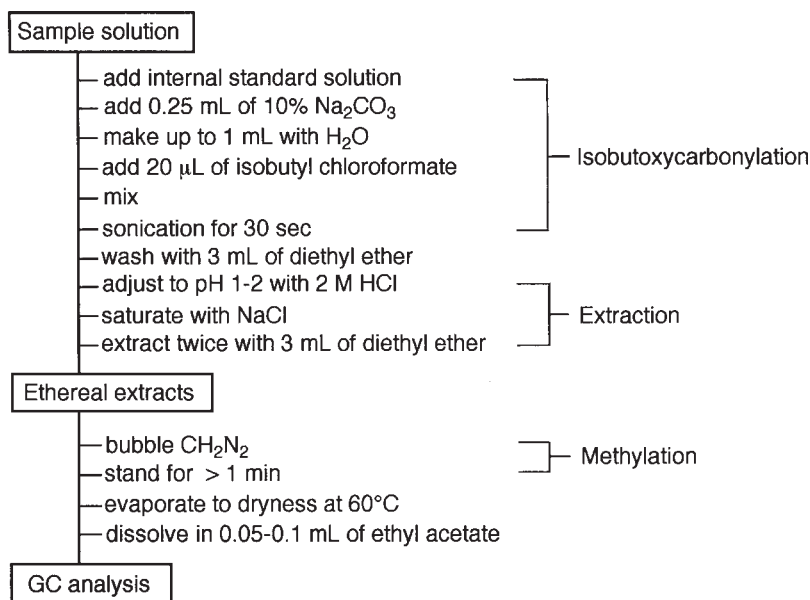 Sample solution
add internal standard solution
add 0.25 mL of 10% Na₂CO₃
make up to 1 mL with H₂O
add 20 μL of isobutyl chloroformate
mix
sonication for 30 sec
Isobutoxycarbonylation
wash with 3 mL of diethyl ether
adjust to pH 1-2 with 2 M HCl
saturate with NaCl
extract twice with 3 mL of diethyl ether
Extraction
Ethereal extracts
bubble CH₂N₂
stand for > 1 min
Methylation
evaporate to dryness at 60°C
dissolve in 0.05-0.1 mL of ethyl acetate
GC analysis